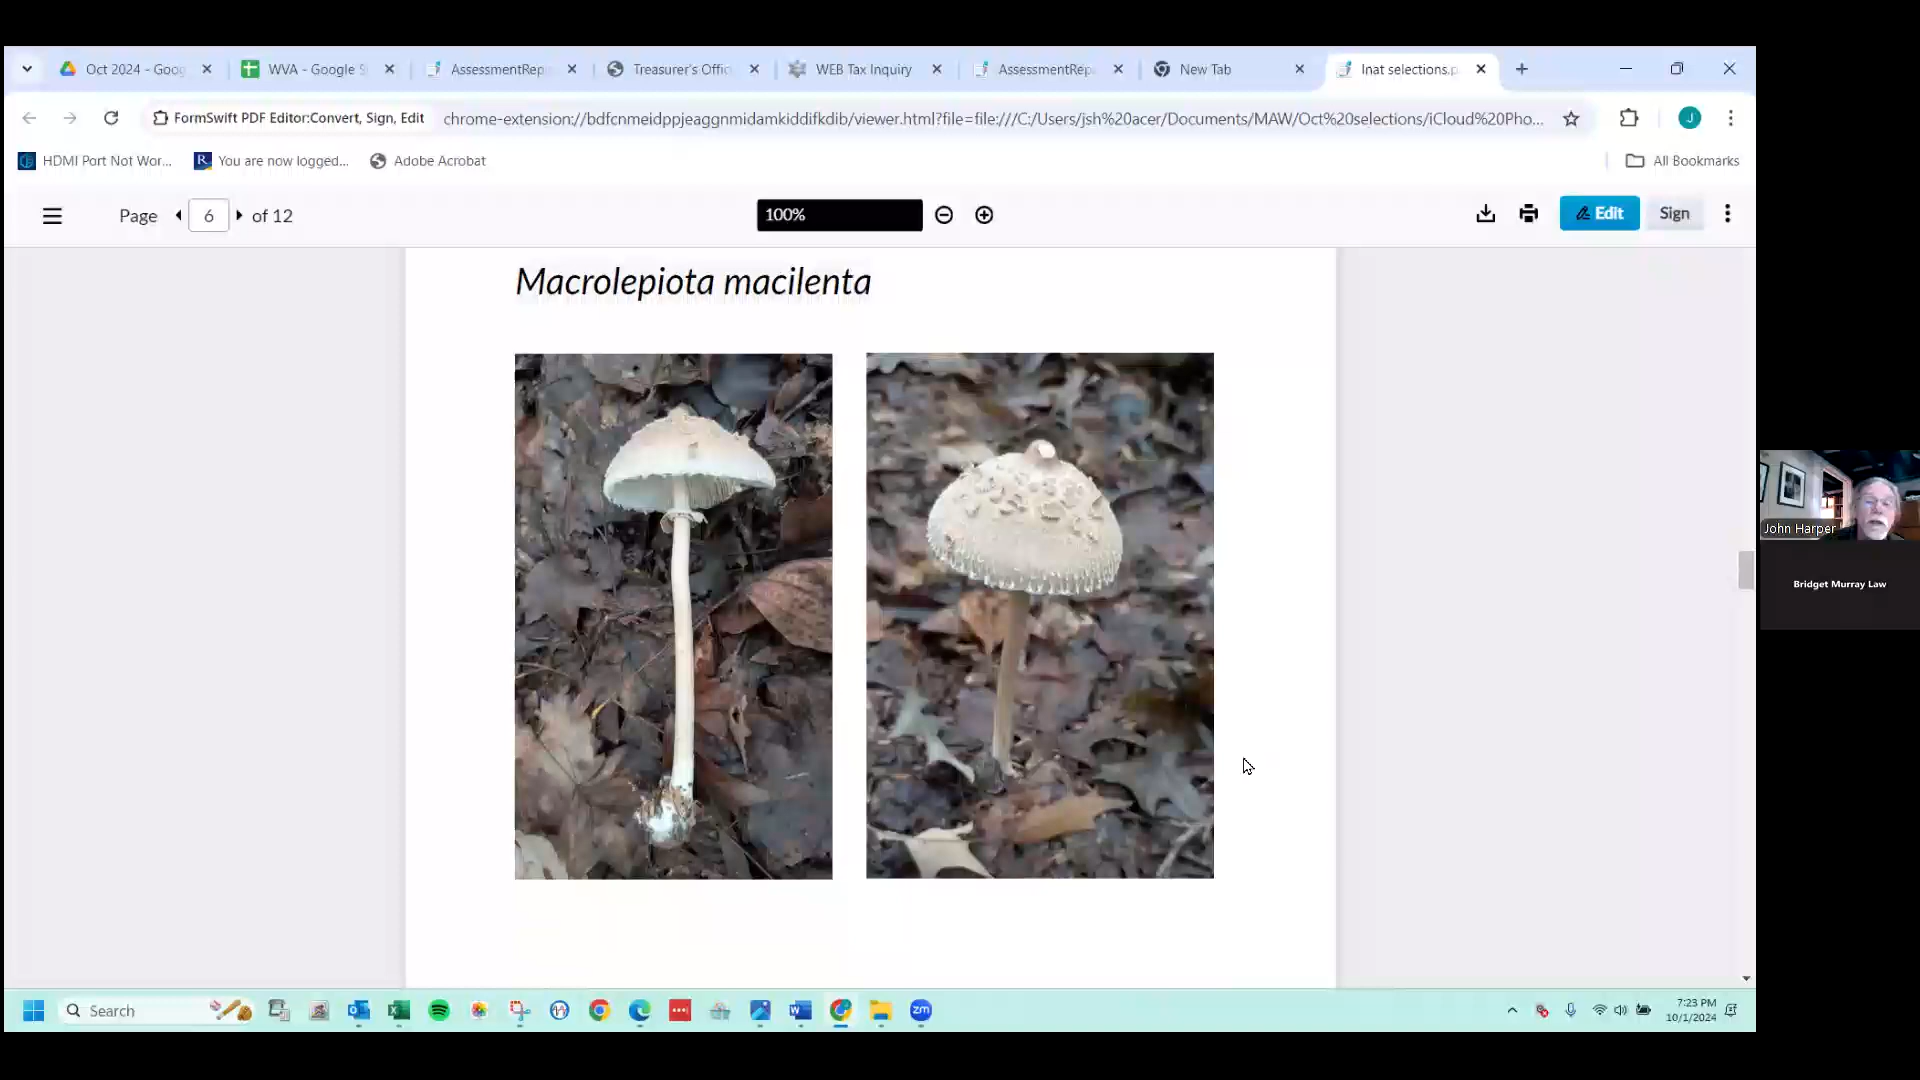 Oct 2024 - Goog
WVA - Google S
AssessmentRep
Treasurer's Offic
WEB Tax Inquiry
AssessmentRep
New Tab
Inat selections.p
FormSwift PDF Editor:Convert, Sign, Edit
chrome-extension://bdfcnmeidppjeaggnmidamkiddifkdib/viewer.html?file=file:///C:/Users/jsh%20acer/Documents/MAW/Oct%20selections/iCloud%20Pho...
J
HDMI Port Not Wor...
R
You are now logged...
Adobe Acrobat
All Bookmarks
Page 6 of 12
100%
Edit
Sign
Macrolepiota macilenta
John Harper
Bridget Murray Law
Search
zm
7:23 PM
10/1/2024